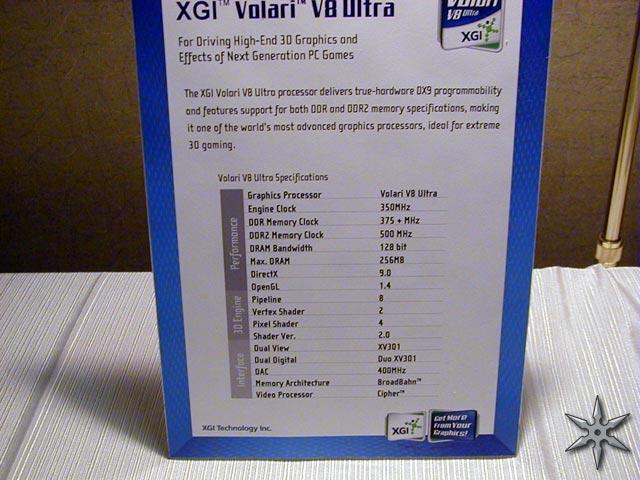 XGI™ Volari™ V8 Ultra
Volari
V8 Ultra
XGI
For Driving High-End 3D Graphics and
Effects of Next Generation PC Games
The XGI Volari V8 Ultra processor delivers true-hardware DX9 programmability
and features support for both DDR and DDR2 memory specifications, making
it one of the world's most advanced graphics processors, ideal for extreme
3D gaming.
Volari V8 Ultra Specifications
Performance
Graphics Processor Volari V8 Ultra
Engine Clock 350MHz
DDR Memory Clock 375 + MHz
DDR2 Memory Clock 500 MHz
DRAM Bandwidth 128 bit
Max. DRAM 256MB
DirectX 9.0
OpenGL 1.4
3D Engine
Pipeline 8
Vertex Shader 2
Pixel Shader 4
Shader Ver. 2.0
Interface
Dual View XV301
Dual Digital Duo XV301
DAC 400MHz
Memory Architecture BroadBahn™
Video Processor Cipher™
XGI Technology Inc.
XGI
Get More
From Your
Graphics!